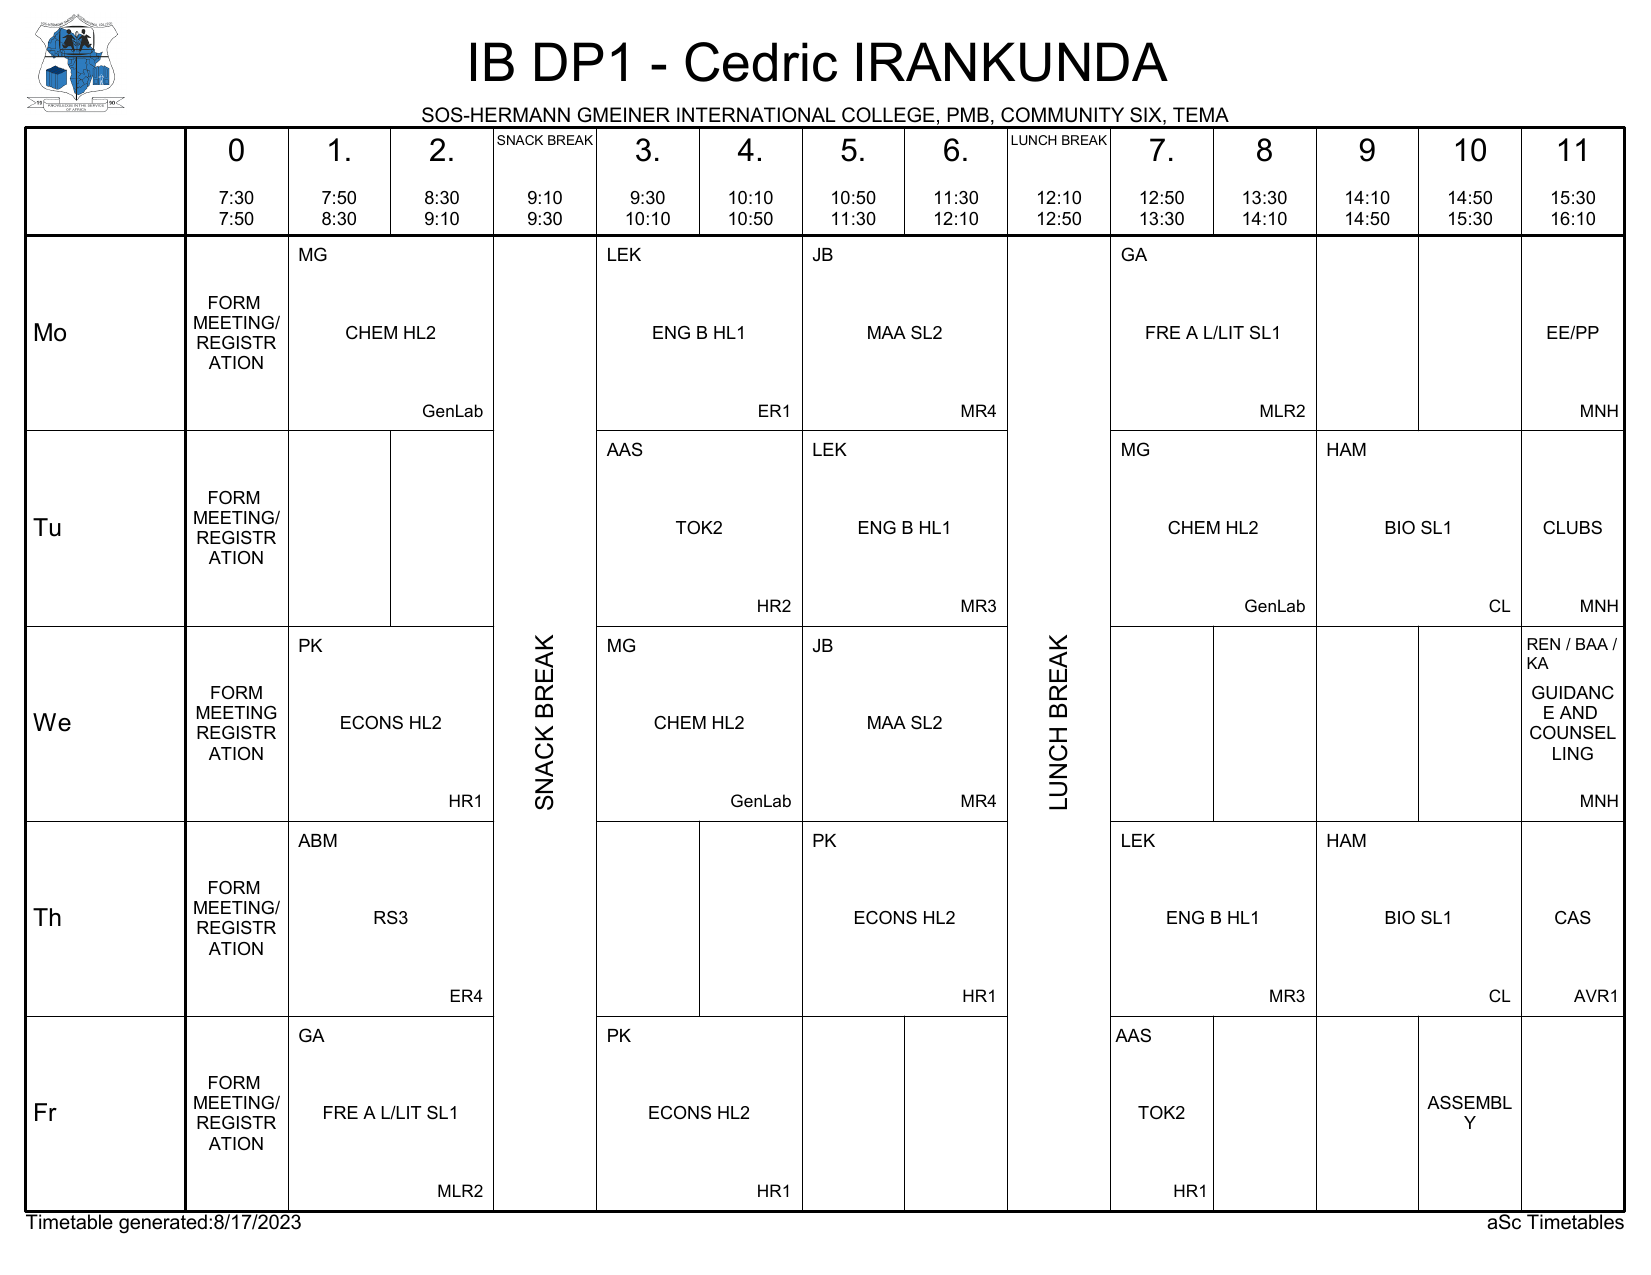 IB DP1 - Cedric IRANKUNDA
SOS-HERMANN GMEINER INTERNATIONAL COLLEGE, PMB, COMMUNITY SIX, TEMA
0 1. 2. SNACK BREAK 3. 4. 5. 6. LUNCH BREAK 7. 8 9 10 11
7:30 7:50 8:30 9:10 9:30 10:10 10:50 11:30 12:10 12:50 13:30 14:10 14:50 15:30
7:50 8:30 9:10 9:30 10:10 10:50 11:30 12:10 12:50 13:30 14:10 14:50 15:30 16:10
Mo
FORM
MEETING/
REGISTR
ATION
MG
CHEM HL2
GenLab
LEK
ENG B HL1
ER1
JB
MAA SL2
MR4
GA
FRE A L/LIT SL1
MLR2
EE/PP
MNH
Tu
FORM
MEETING/
REGISTR
ATION
AAS
TOK2
HR2
LEK
ENG B HL1
MR3
MG
CHEM HL2
GenLab
HAM
BIO SL1
CL
CLUBS
MNH
We
FORM
MEETING
REGISTR
ATION
PK
ECONS HL2
HR1
SNACK BREAK
MG
CHEM HL2
GenLab
JB
MAA SL2
MR4
LUNCH BREAK
REN / BAA /
KA
GUIDANC
E AND
COUNSEL
LING
MNH
Th
FORM
MEETING/
REGISTR
ATION
ABM
RS3
ER4
PK
ECONS HL2
HR1
LEK
ENG B HL1
MR3
HAM
BIO SL1
CL
CAS
AVR1
Fr
FORM
MEETING/
REGISTR
ATION
GA
FRE A L/LIT SL1
MLR2
PK
ECONS HL2
HR1
AAS
TOK2
HR1
ASSEMBL
Y
Timetable generated:8/17/2023
aSc Timetables